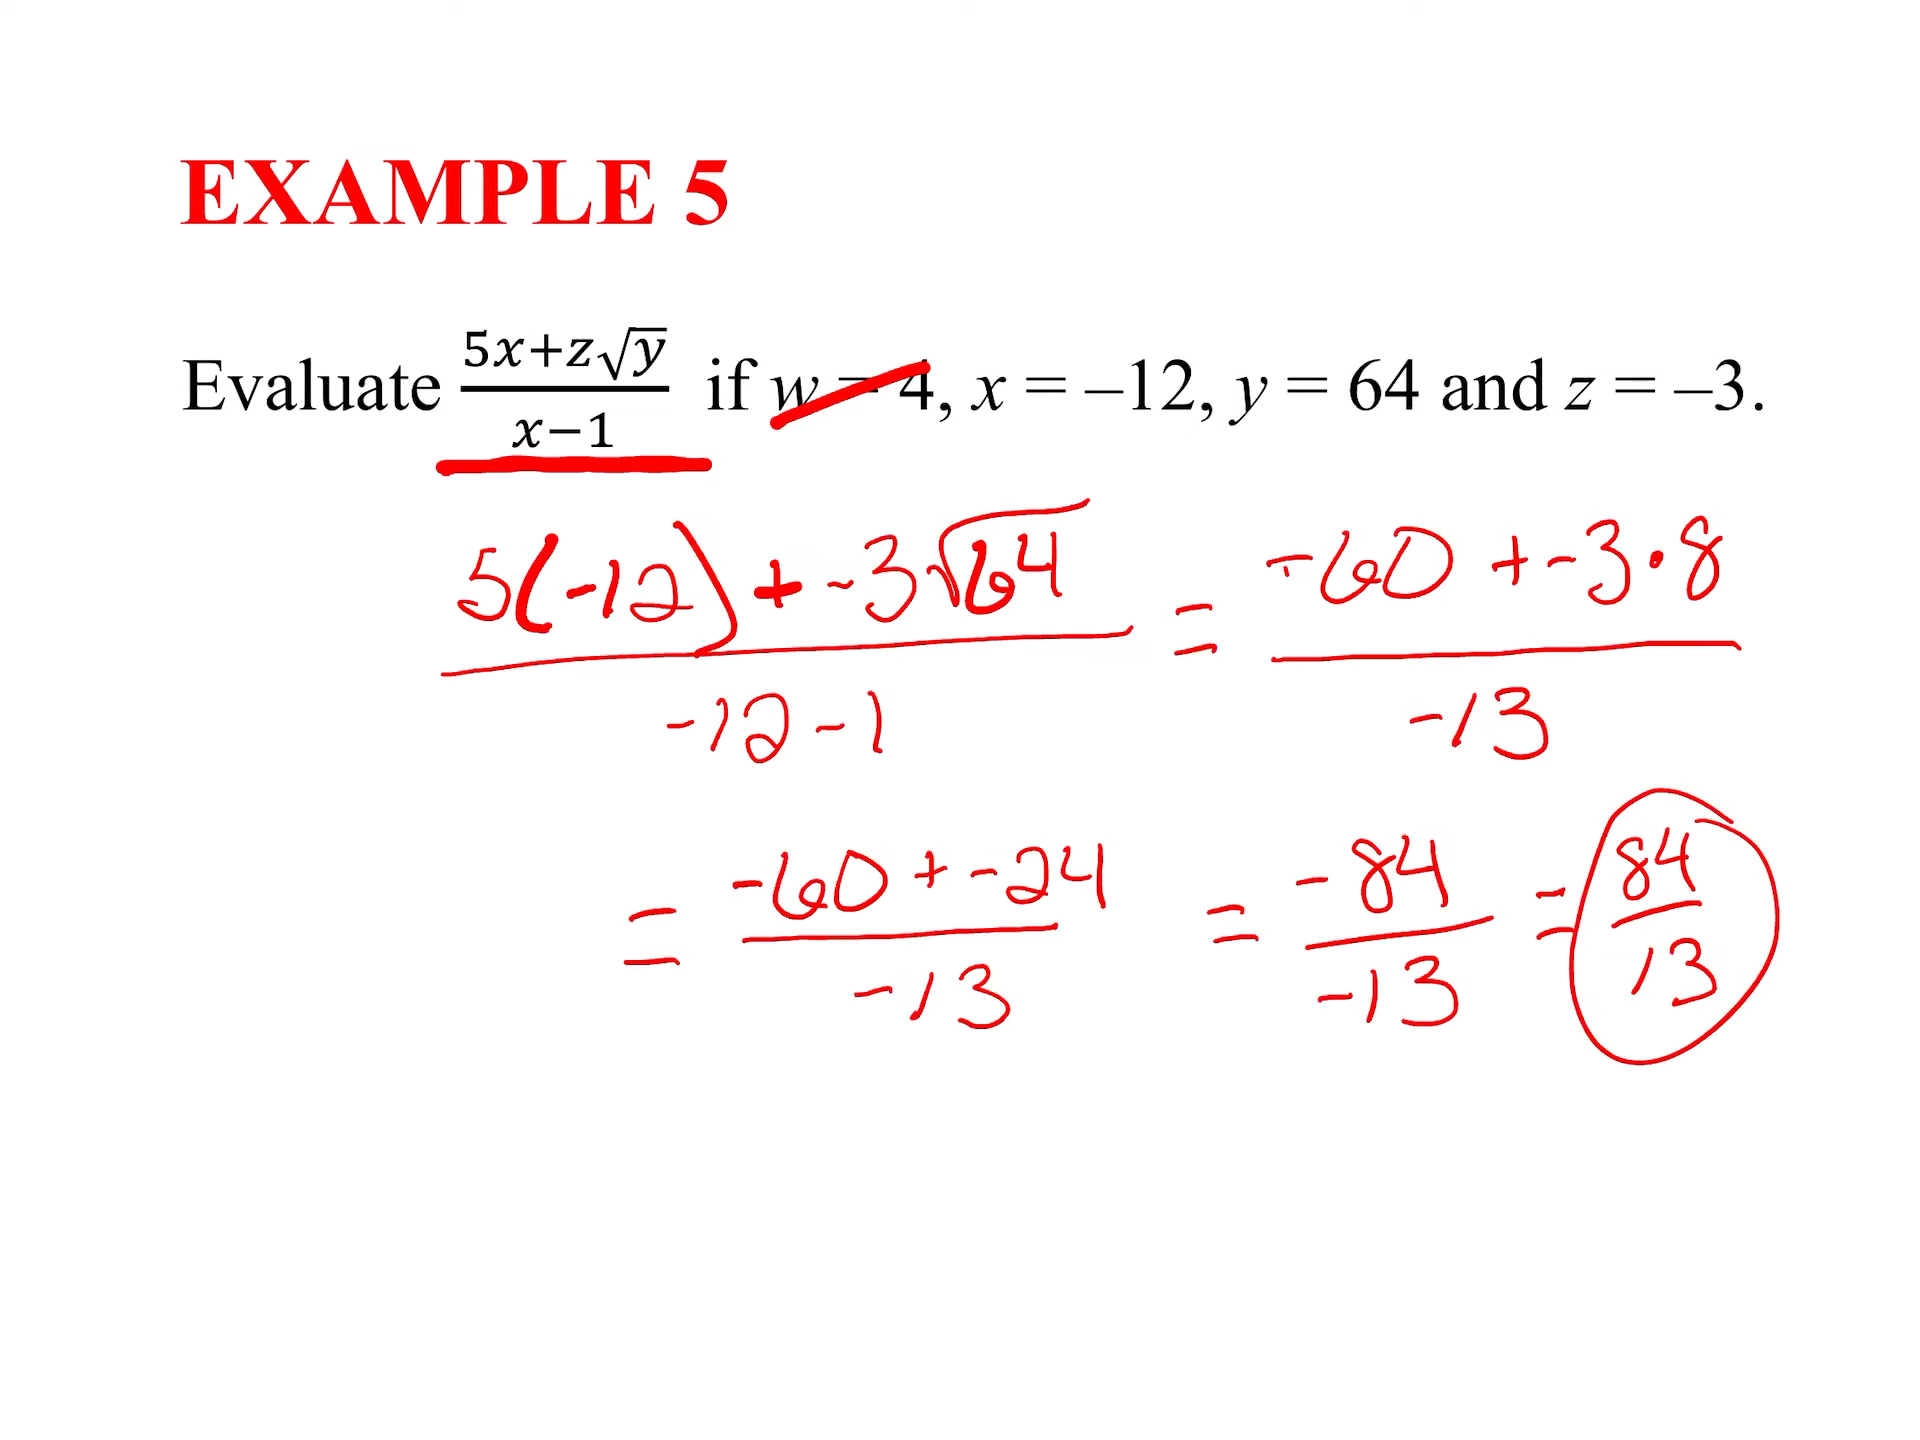 EXAMPLE 5
Evaluate (5x+z√y)/(x−1) if w = 4, x = –12, y = 64 and z = –3.
(5(-12) + -3√64)/(-12-1) = (-60 + -3·8)/(-13)
= (-60 + -24)/(-13) = (-84)/(-13) = 84/13